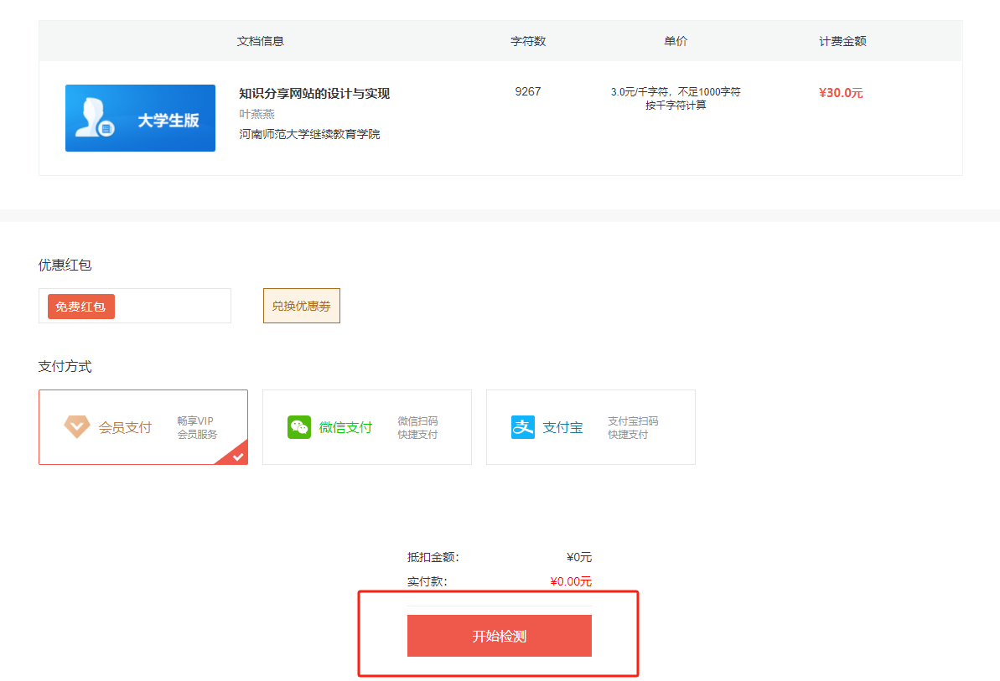 文档信息 字符数 单价 计费金额
大学生版
知识分享网站的设计与实现
叶燕燕
河南师范大学继续教育学院
9267
3.0元/千字符，不足1000字符
按千字符计算
¥30.0元
优惠红包
免费红包
兑换优惠劵
支付方式
会员支付
畅享VIP
会员服务
微信支付
微信扫码
快捷支付
支付宝
支付宝扫码
快捷支付
抵扣金额： ¥0元
实付款： ¥0.00元
开始检测